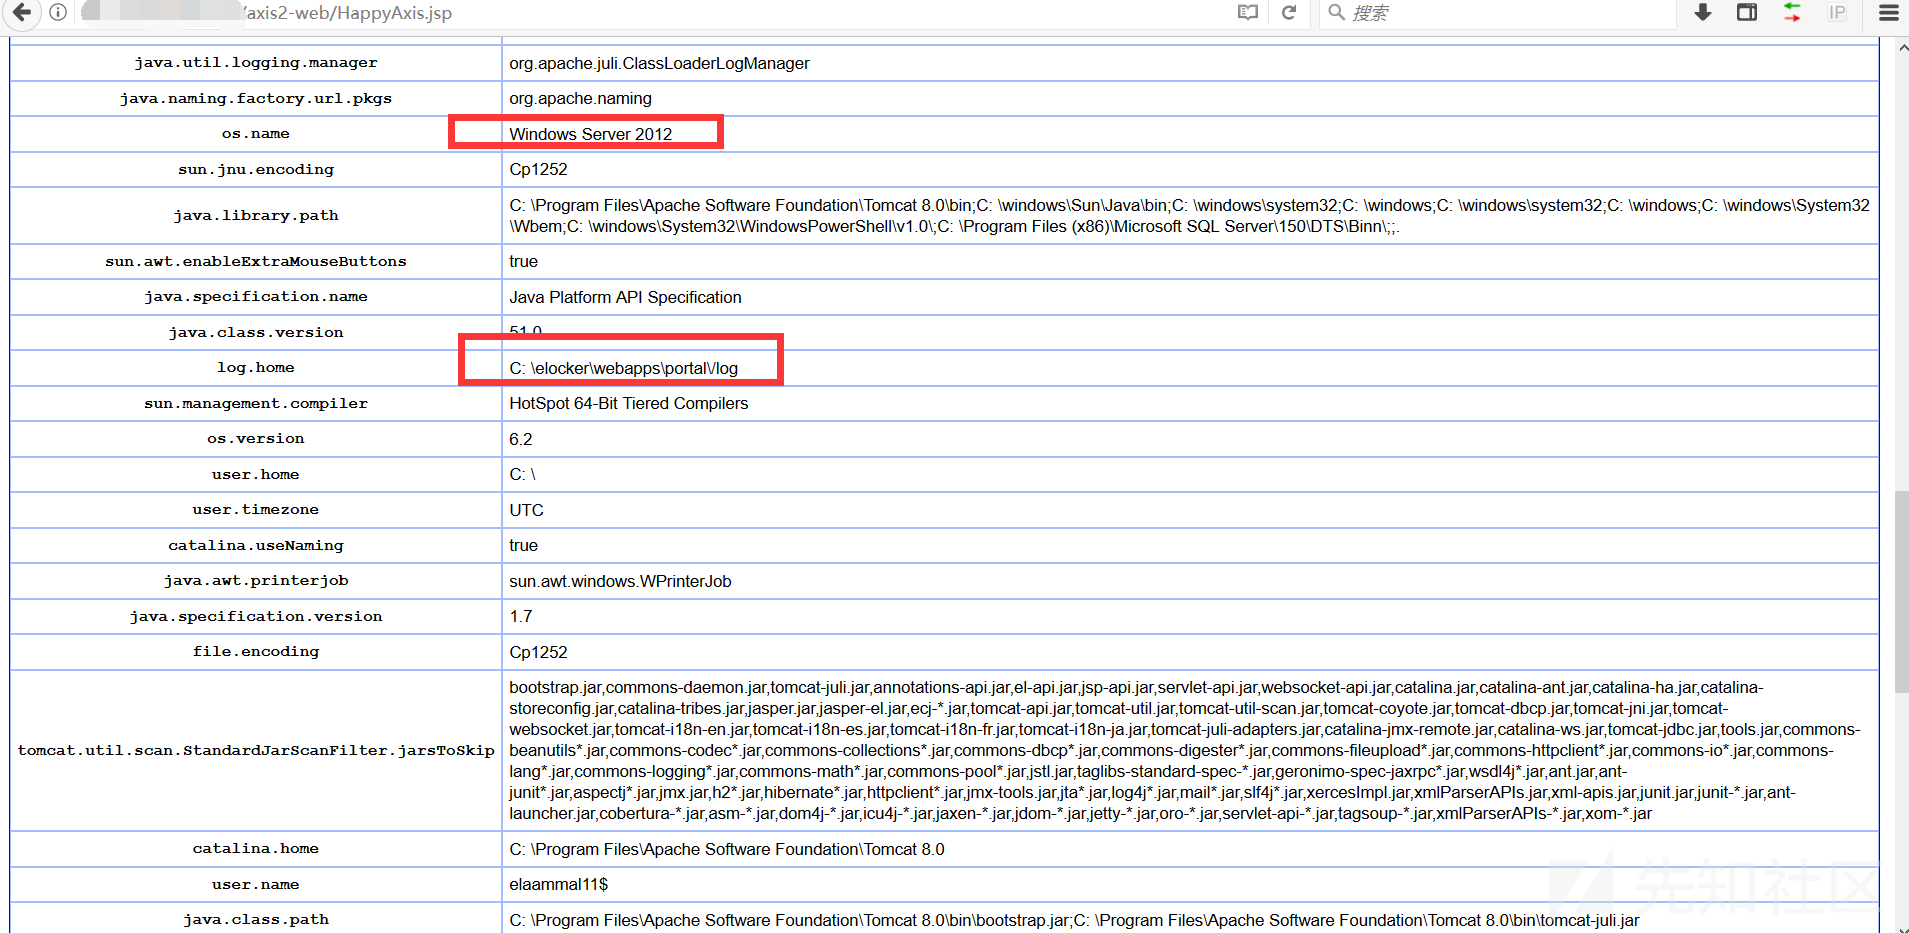 /axis2-web/HappyAxis.jsp
搜索
IP
java.util.logging.manager org.apache.juli.ClassLoaderLogManager
java.naming.factory.url.pkgs org.apache.naming
os.name Windows Server 2012
sun.jnu.encoding Cp1252
java.library.path C: \Program Files\Apache Software Foundation\Tomcat 8.0\bin;C: \windows\Sun\Java\bin;C: \windows\system32;C: \windows;C: \windows\system32;C: \windows;C: \windows\System32
\Wbem;C: \windows\System32\WindowsPowerShell\v1.0\;C: \Program Files (x86)\Microsoft SQL Server\150\DTS\Binn\;;.
sun.awt.enableExtraMouseButtons true
java.specification.name Java Platform API Specification
java.class.version 51.0
log.home C: \elocker\webapps\portal\/log
sun.management.compiler HotSpot 64-Bit Tiered Compilers
os.version 6.2
user.home C: \
user.timezone UTC
catalina.useNaming true
java.awt.printerjob sun.awt.windows.WPrinterJob
java.specification.version 1.7
file.encoding Cp1252
tomcat.util.scan.StandardJarScanFilter.jarsToSkip bootstrap.jar,commons-daemon.jar,tomcat-juli.jar,annotations-api.jar,el-api.jar,jsp-api.jar,servlet-api.jar,websocket-api.jar,catalina.jar,catalina-ant.jar,catalina-ha.jar,catalina-
storeconfig.jar,catalina-tribes.jar,jasper.jar,jasper-el.jar,ecj-*.jar,tomcat-api.jar,tomcat-util.jar,tomcat-util-scan.jar,tomcat-coyote.jar,tomcat-dbcp.jar,tomcat-jni.jar,tomcat-
websocket.jar,tomcat-i18n-en.jar,tomcat-i18n-es.jar,tomcat-i18n-fr.jar,tomcat-i18n-ja.jar,tomcat-juli-adapters.jar,catalina-jmx-remote.jar,catalina-ws.jar,tomcat-jdbc.jar,tools.jar,commons-
beanutils*.jar,commons-codec*.jar,commons-collections*.jar,commons-dbcp*.jar,commons-digester*.jar,commons-fileupload*.jar,commons-httpclient*.jar,commons-io*.jar,commons-
lang*.jar,commons-logging*.jar,commons-math*.jar,commons-pool*.jar,jstl.jar,taglibs-standard-spec-*.jar,geronimo-spec-jaxrpc*.jar,wsdl4j*.jar,ant.jar,ant-
junit*.jar,aspectj*.jar,jmx.jar,h2*.jar,hibernate*.jar,httpclient*.jar,jmx-tools.jar,jta*.jar,log4j*.jar,mail*.jar,slf4j*.jar,xercesImpl.jar,xmlParserAPIs.jar,xml-apis.jar,junit.jar,junit-*.jar,ant-
launcher.jar,cobertura-*.jar,asm-*.jar,dom4j-*.jar,icu4j-*.jar,jaxen-*.jar,jdom-*.jar,jetty-*.jar,oro-*.jar,servlet-api-*.jar,tagsoup-*.jar,xmlParserAPIs-*.jar,xom-*.jar
catalina.home C: \Program Files\Apache Software Foundation\Tomcat 8.0
user.name elaammal11$
java.class.path C: \Program Files\Apache Software Foundation\Tomcat 8.0\bin\bootstrap.jar;C: \Program Files\Apache Software Foundation\Tomcat 8.0\bin\tomcat-juli.jar
先知社区